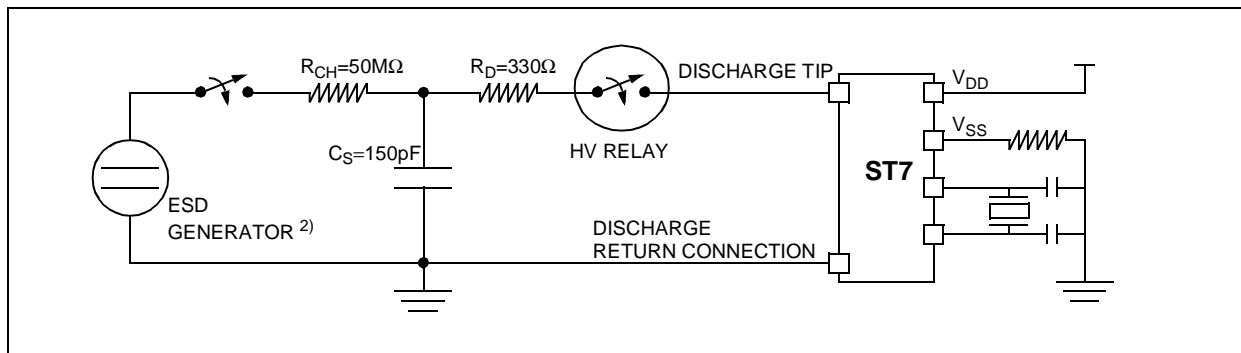 R_CH=50MΩ
R_D=330Ω
DISCHARGE TIP
V_DD
HV RELAY
V_SS
C_S=150pF
ST7
ESD
GENERATOR 2)
DISCHARGE
RETURN CONNECTION